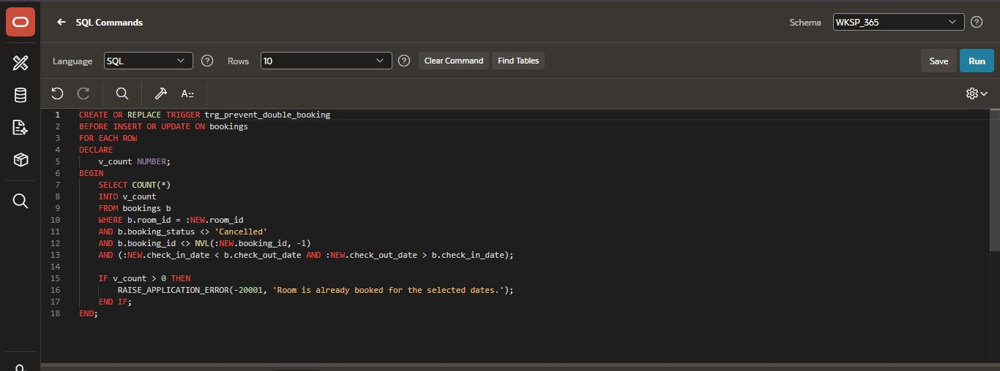 SQL Commands
Schema WKSP_365
Language SQL Rows 10 Clear Command Find Tables Save Run
A::
1 CREATE OR REPLACE TRIGGER trg_prevent_double_booking
2 BEFORE INSERT OR UPDATE ON bookings
3 FOR EACH ROW
4 DECLARE
5 v_count NUMBER;
6 BEGIN
7 SELECT COUNT(*)
8 INTO v_count
9 FROM bookings b
10 WHERE b.room_id = :NEW.room_id
11 AND b.booking_status <> 'Cancelled'
12 AND b.booking_id <> NVL(:NEW.booking_id, -1)
13 AND (:NEW.check_in_date < b.check_out_date AND :NEW.check_out_date > b.check_in_date);
14
15 IF v_count > 0 THEN
16 RAISE_APPLICATION_ERROR(-20001, 'Room is already booked for the selected dates.');
17 END IF;
18 END;